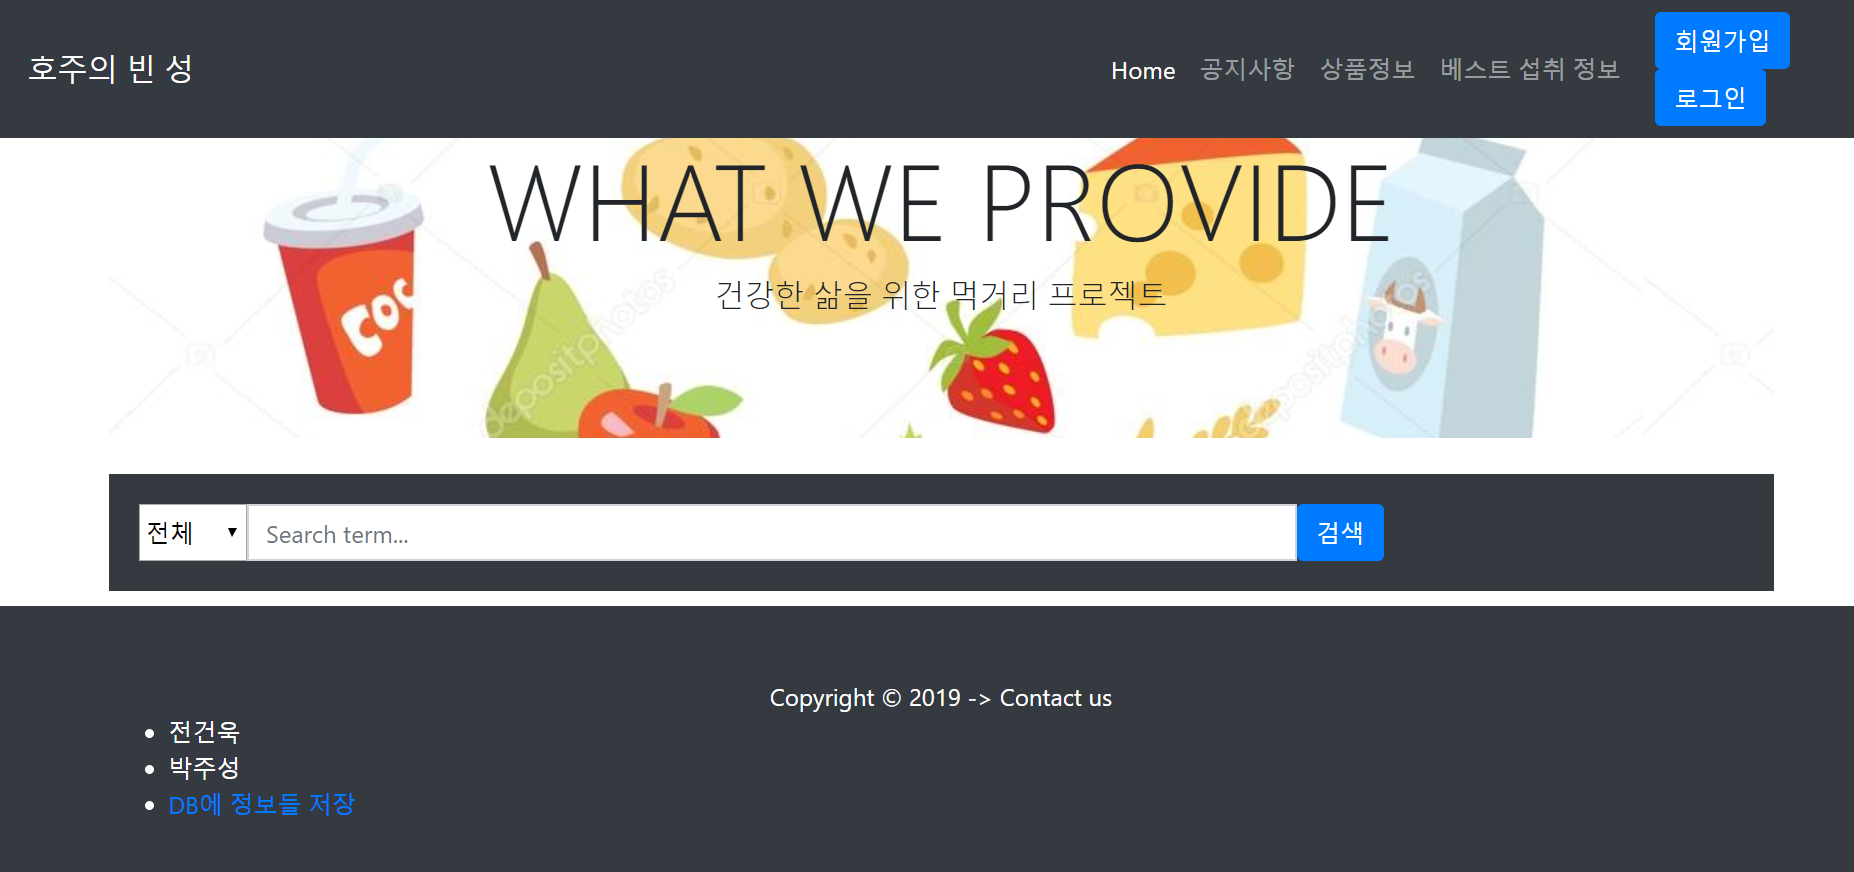 호주의 빈 성
Home 공지사항 상품정보 베스트 섭취 정보
회원가입
로그인
WHAT WE PROVIDE
건강한 삶을 위한 먹거리 프로젝트
COC
depositphotos
depositphotos
전체 ▼ Search term... 검색
Copyright © 2019 -> Contact us
• 전건욱
• 박주성
• DB에 정보들 저장